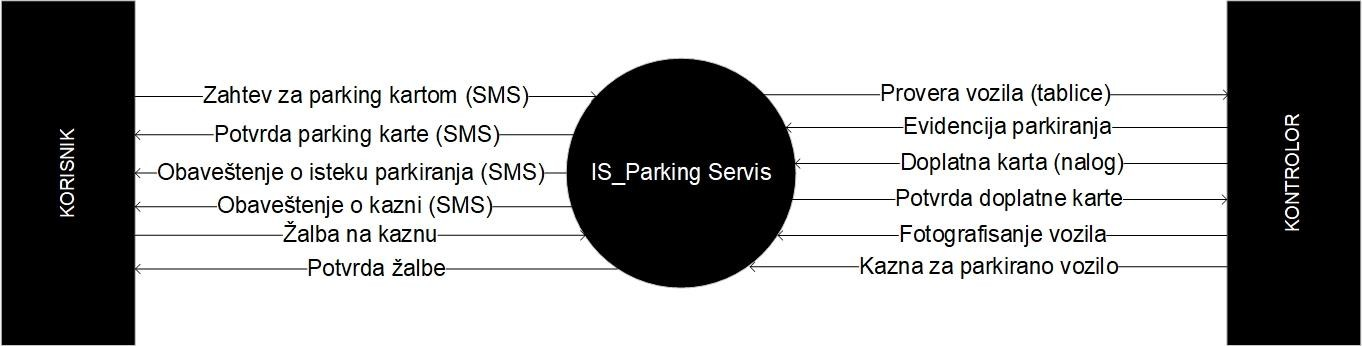 KORISNIK
Zahtev za parking kartom (SMS)
Potvrda parking karte (SMS)
Obaveštenje o isteku parkiranja (SMS)
Obaveštenje o kazni (SMS)
Žalba na kaznu
Potvrda žalbe
IS_Parking Servis
Provera vozila (tablice)
Evidencija parkiranja
Doplatna karta (nalog)
Potvrda doplatne karte
Fotografisanje vozila
Kazna za parkirano vozilo
KONTROLOR